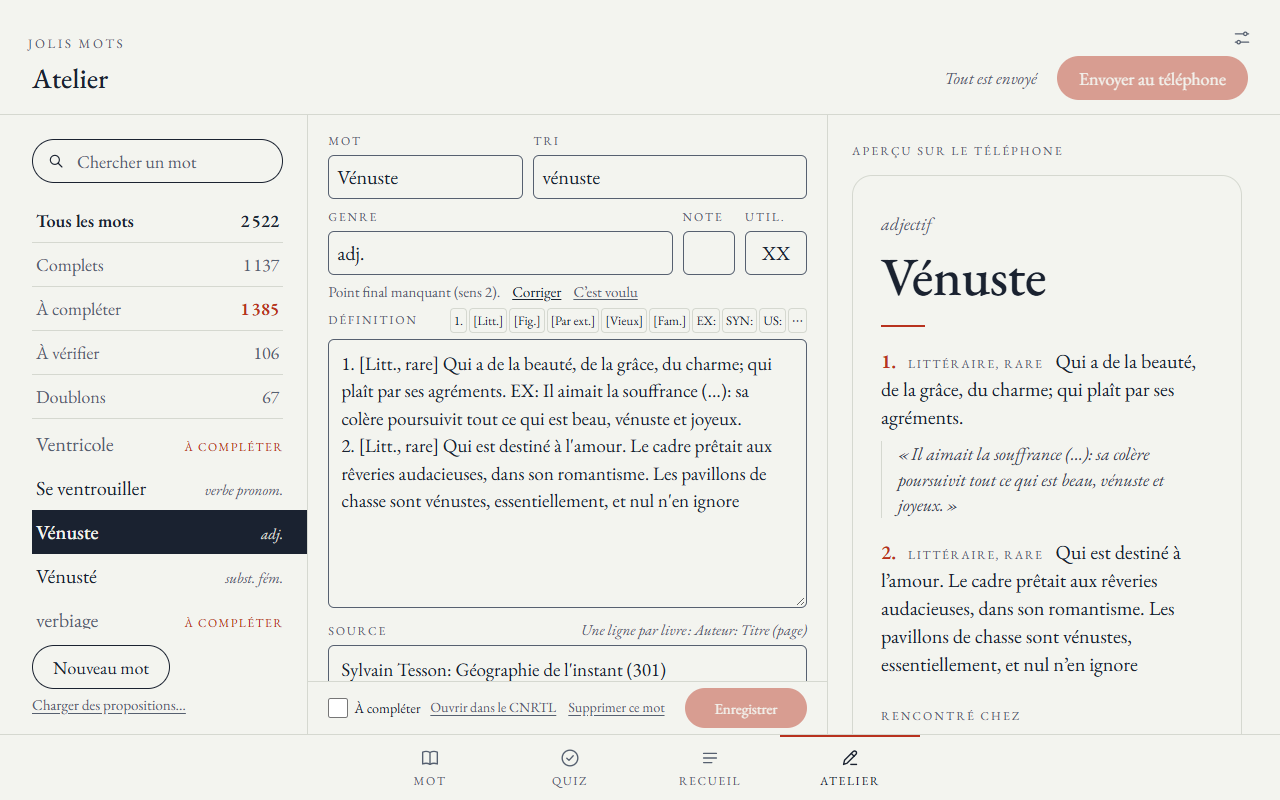 JOLIS MOTS
Atelier
Tout est envoyé
Envoyer au téléphone
Chercher un mot
Tous les mots 2 522
Complets 1 137
À compléter 1 385
À vérifier 106
Doublons 67
Ventricole À COMPLÉTER
Se ventrouiller verbe pronom.
Vénuste adj.
Vénusté subst. fém.
verbiage À COMPLÉTER
Nouveau mot
Charger des propositions...
MOT TRI
Vénuste vénuste
GENRE NOTE UTIL.
adj. XX
Point final manquant (sens 2). Corriger C'est voulu
DÉFINITION 1. [Litt.] [Fig.] [Par ext.] [Vieux] [Fam.] EX: SYN: US: ...
1. [Litt., rare] Qui a de la beauté, de la grâce, du charme; qui
plaît par ses agréments. EX: Il aimait la souffrance (...): sa
colère poursuivit tout ce qui est beau, vénuste et joyeux.
2. [Litt., rare] Qui est destiné à l'amour. Le cadre prêtait aux
rêveries audacieuses, dans son romantisme. Les pavillons de
chasse sont vénustes, essentiellement, et nul n'en ignore
SOURCE Une ligne par livre: Auteur: Titre (page)
Sylvain Tesson: Géographie de l'instant (301)
À compléter Ouvrir dans le CNRTL Supprimer ce mot Enregistrer
APERÇU SUR LE TÉLÉPHONE
adjectif
Vénuste
1. LITTÉRAIRE, RARE Qui a de la beauté,
de la grâce, du charme; qui plaît par ses
agréments.
« Il aimait la souffrance (...): sa colère
poursuivit tout ce qui est beau, vénuste et
joyeux. »
2. LITTÉRAIRE, RARE Qui est destiné à
l’amour. Le cadre prêtait aux rêveries
audacieuses, dans son romantisme. Les
pavillons de chasse sont vénustes,
essentiellement, et nul n’en ignore
RENCONTRÉ CHEZ
MOT QUIZ RECUEIL ATELIER